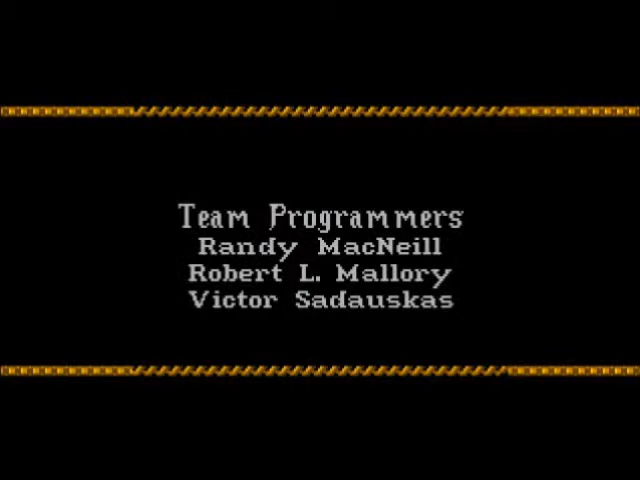 Team Programmers
Randy MacNeill
Robert L. Mallory
Victor Sadauskas